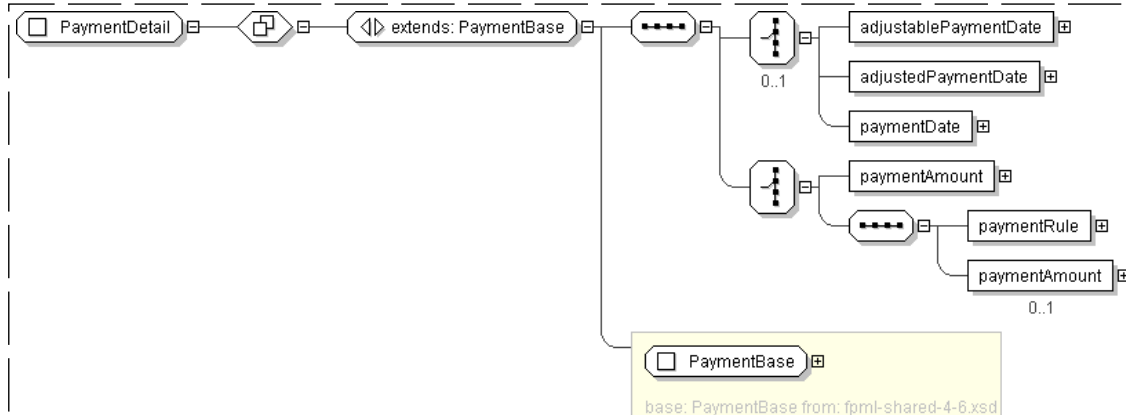 PaymentDetail
extends: PaymentBase
adjustablePaymentDate
0..1
adjustedPaymentDate
paymentDate
paymentAmount
paymentRule
paymentAmount
0..1
PaymentBase
base: PaymentBase from: fpml-shared-4-6.xsd